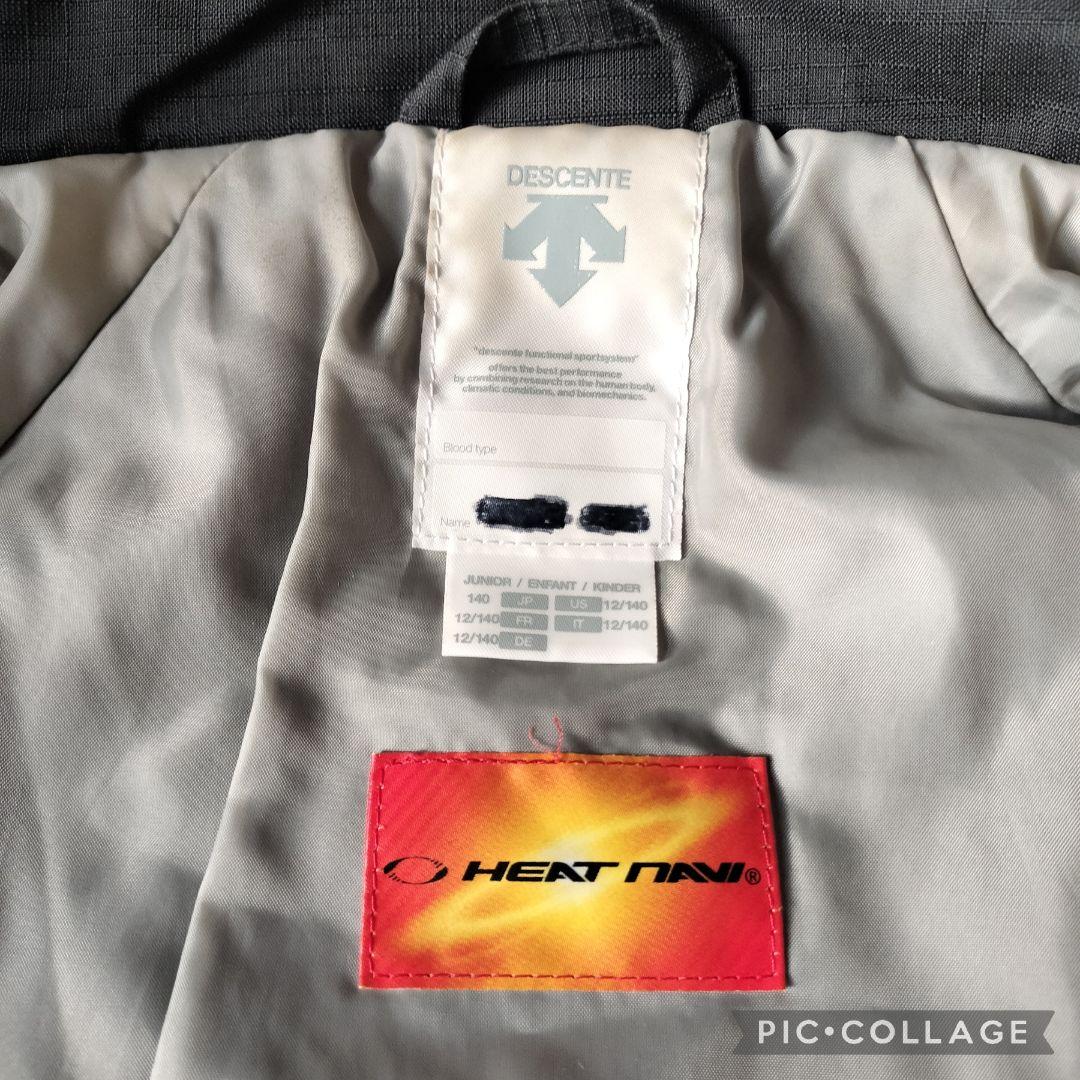 DESCENTE
"descente functional sportsystem"
offers the best performance
by combining research on the human body,
climatic conditions, and biomechanics.
Blood type
Name
JUNIOR / ENFANT / KINDER
140 JP US 12/140
12/140 FR IT 12/140
12/140 DE
HEAT NAVI®
PIC•COLLAGE